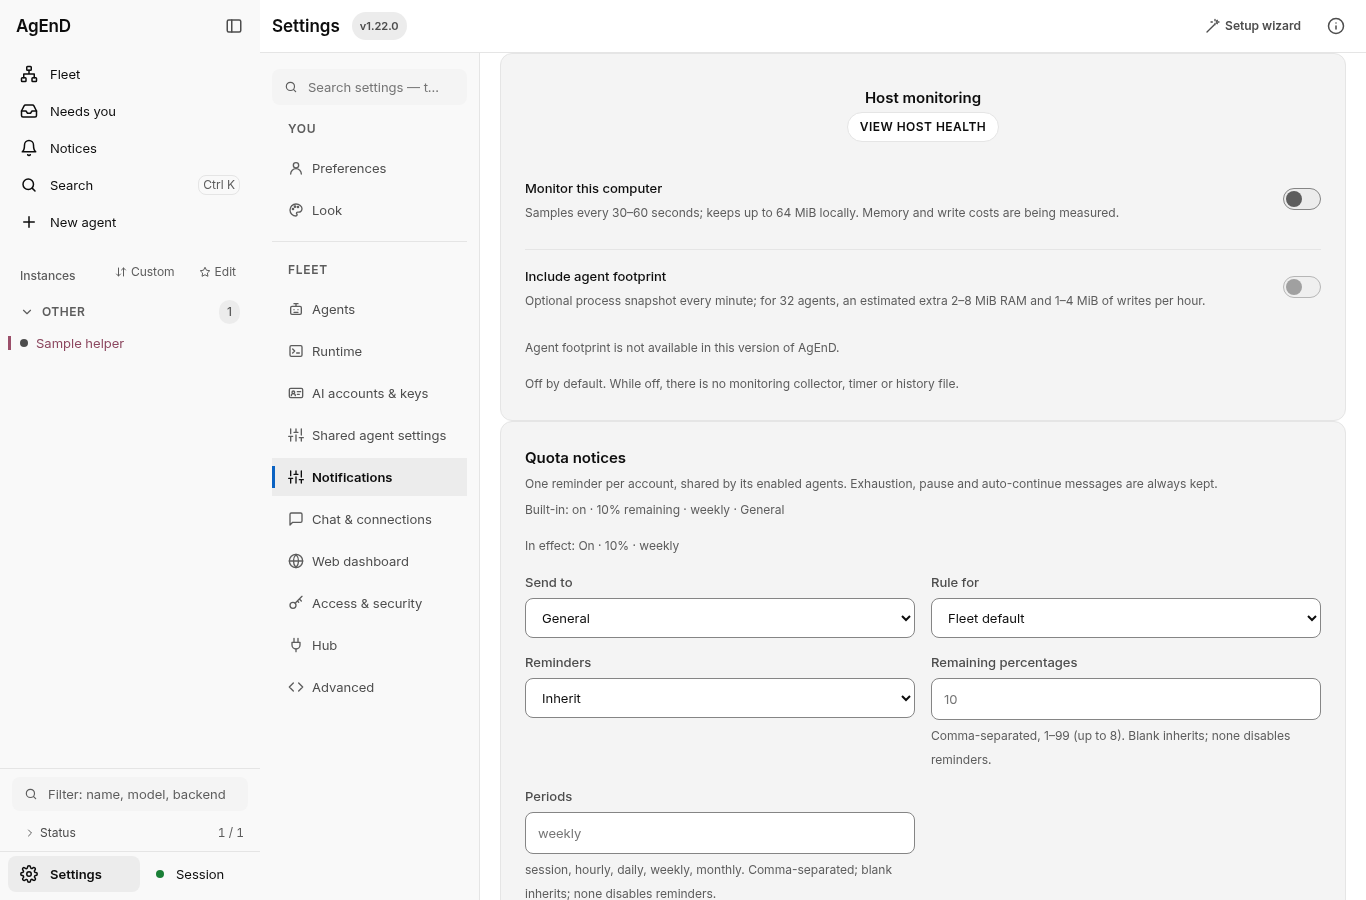 AgEnD
Settings
v1.22.0
Setup wizard
Fleet
Needs you
Notices
Search
Ctrl K
New agent
Instances
Custom
Edit
OTHER
1
Sample helper
Filter: name, model, backend
Status
1 / 1
Settings
Session
Search settings — t...
YOU
Preferences
Look
FLEET
Agents
Runtime
AI accounts & keys
Shared agent settings
Notifications
Chat & connections
Web dashboard
Access & security
Hub
Advanced
Host monitoring
VIEW HOST HEALTH
Monitor this computer
Samples every 30–60 seconds; keeps up to 64 MiB locally. Memory and write costs are being measured.
Include agent footprint
Optional process snapshot every minute; for 32 agents, an estimated extra 2–8 MiB RAM and 1–4 MiB of writes per hour.
Agent footprint is not available in this version of AgEnD.
Off by default. While off, there is no monitoring collector, timer or history file.
Quota notices
One reminder per account, shared by its enabled agents. Exhaustion, pause and auto-continue messages are always kept.
Built-in: on · 10% remaining · weekly · General
In effect: On · 10% · weekly
Send to
General
Rule for
Fleet default
Reminders
Inherit
Remaining percentages
10
Comma-separated, 1–99 (up to 8). Blank inherits; none disables
reminders.
Periods
weekly
session, hourly, daily, weekly, monthly. Comma-separated; blank
inherits; none disables reminders.